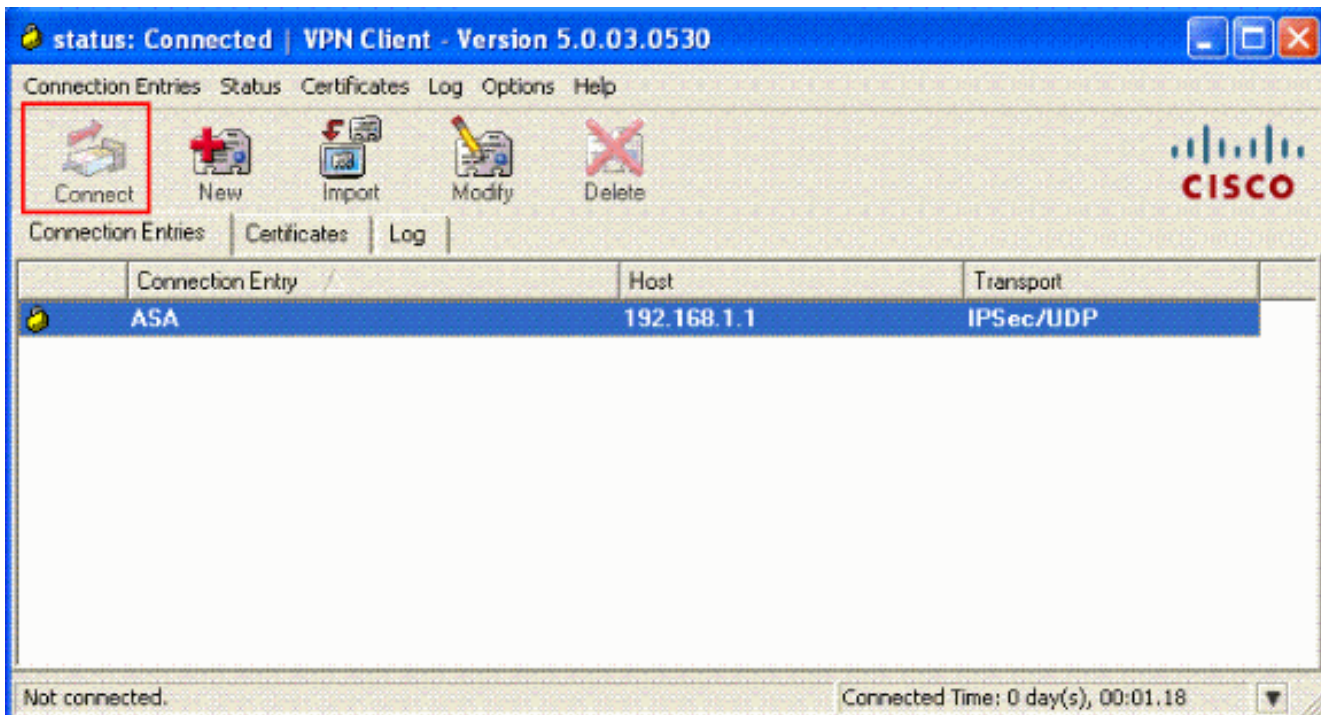 status: Connected | VPN Client - Version 5.0.03.0530
Connection Entries Status Certificates Log Options Help
Connect New Import Modify Delete
CISCO
Connection Entries Certificates Log
Connection Entry Host Transport
ASA 192.168.1.1 IPSec/UDP
Not connected. Connected Time: 0 day(s), 00:01.18